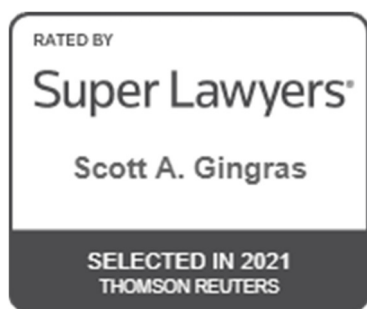 RATED BY
Super Lawyers®
Scott A. Gingras
SELECTED IN 2021
THOMSON REUTERS